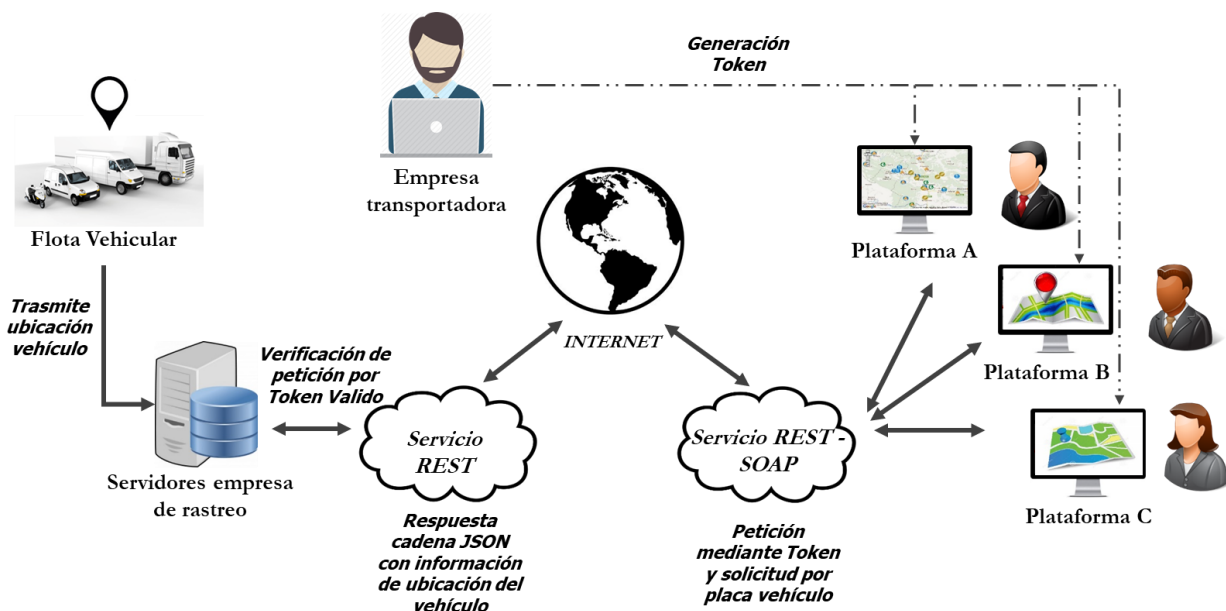 Generación
Token
Empresa
transportadora
Flota Vehicular
Plataforma A
Trasmite
ubicación
vehículo
INTERNET
Verificación de
petición por
Token Valido
Plataforma B
Servicio
REST
Servicio REST -
SOAP
Servidores empresa
de rastreo
Plataforma C
Respuesta
cadena JSON
con información
de ubicación del
vehículo
Petición
mediante Token
y solicitud por
placa vehículo